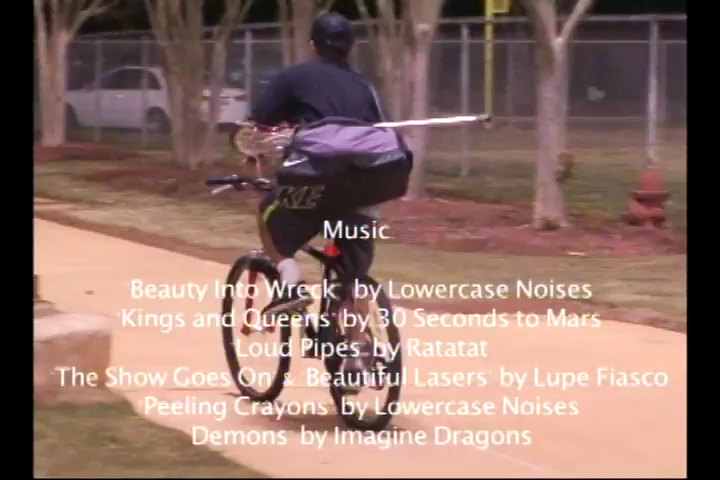 KE
Music
'Beauty Into Wreck' by Lowercase Noises
'Kings and Queens' by 30 Seconds to Mars
'Loud Pipes' by Ratatat
'The Show Goes On' & 'Beautiful Lasers' by Lupe Fiasco
'Peeling Crayons' by Lowercase Noises
'Demons' by Imagine Dragons